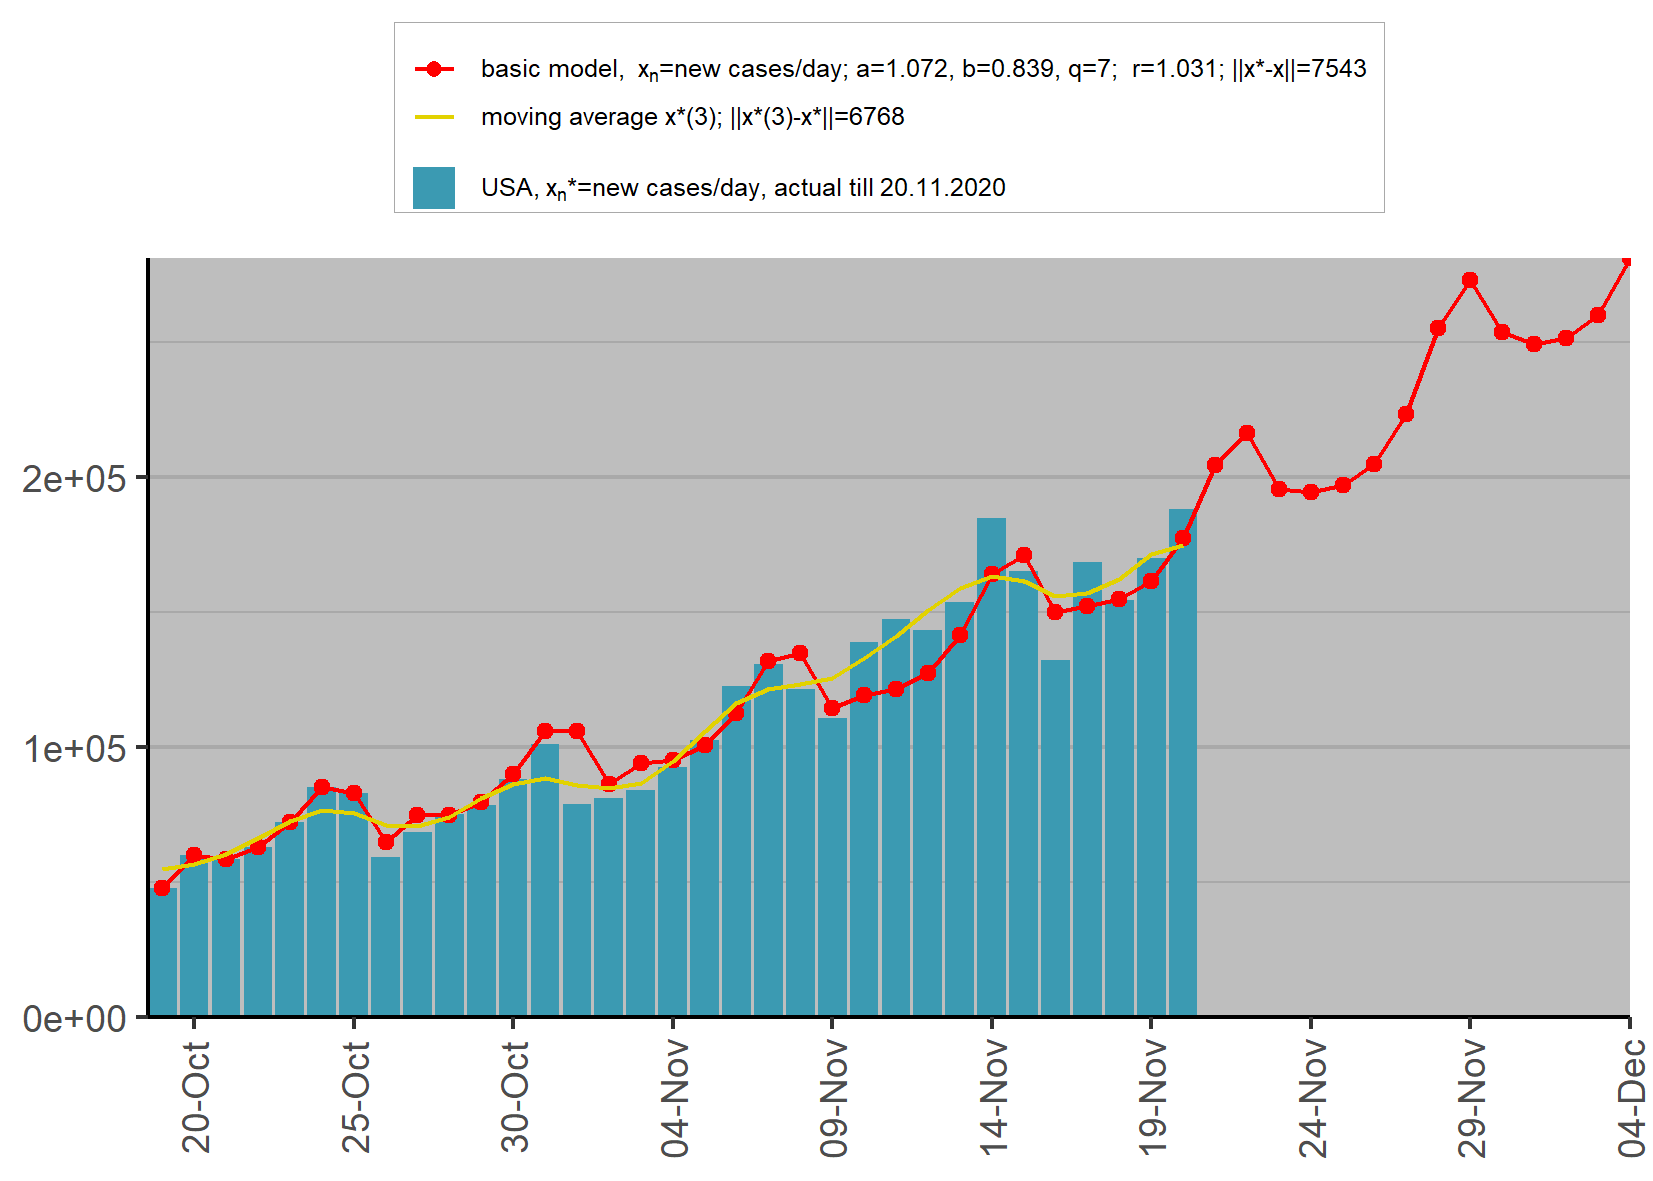 basic model, xn=new cases/day; a=1.072, b=0.839, q=7; r=1.031; ||x*-x||=7543
moving average x*(3); ||x*(3)-x*||=6768
USA, xn*=new cases/day, actual till 20.11.2020
2e+05
1e+05
0e+00
20-Oct
25-Oct
30-Oct
04-Nov
09-Nov
14-Nov
19-Nov
24-Nov
29-Nov
04-Dec